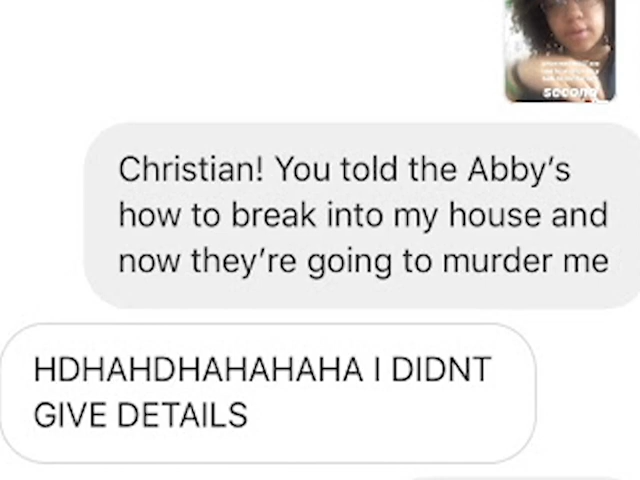 second
Christian! You told the Abby's
how to break into my house and
now they're going to murder me
HDHAHDHAHAHAHA I DIDNT
GIVE DETAILS